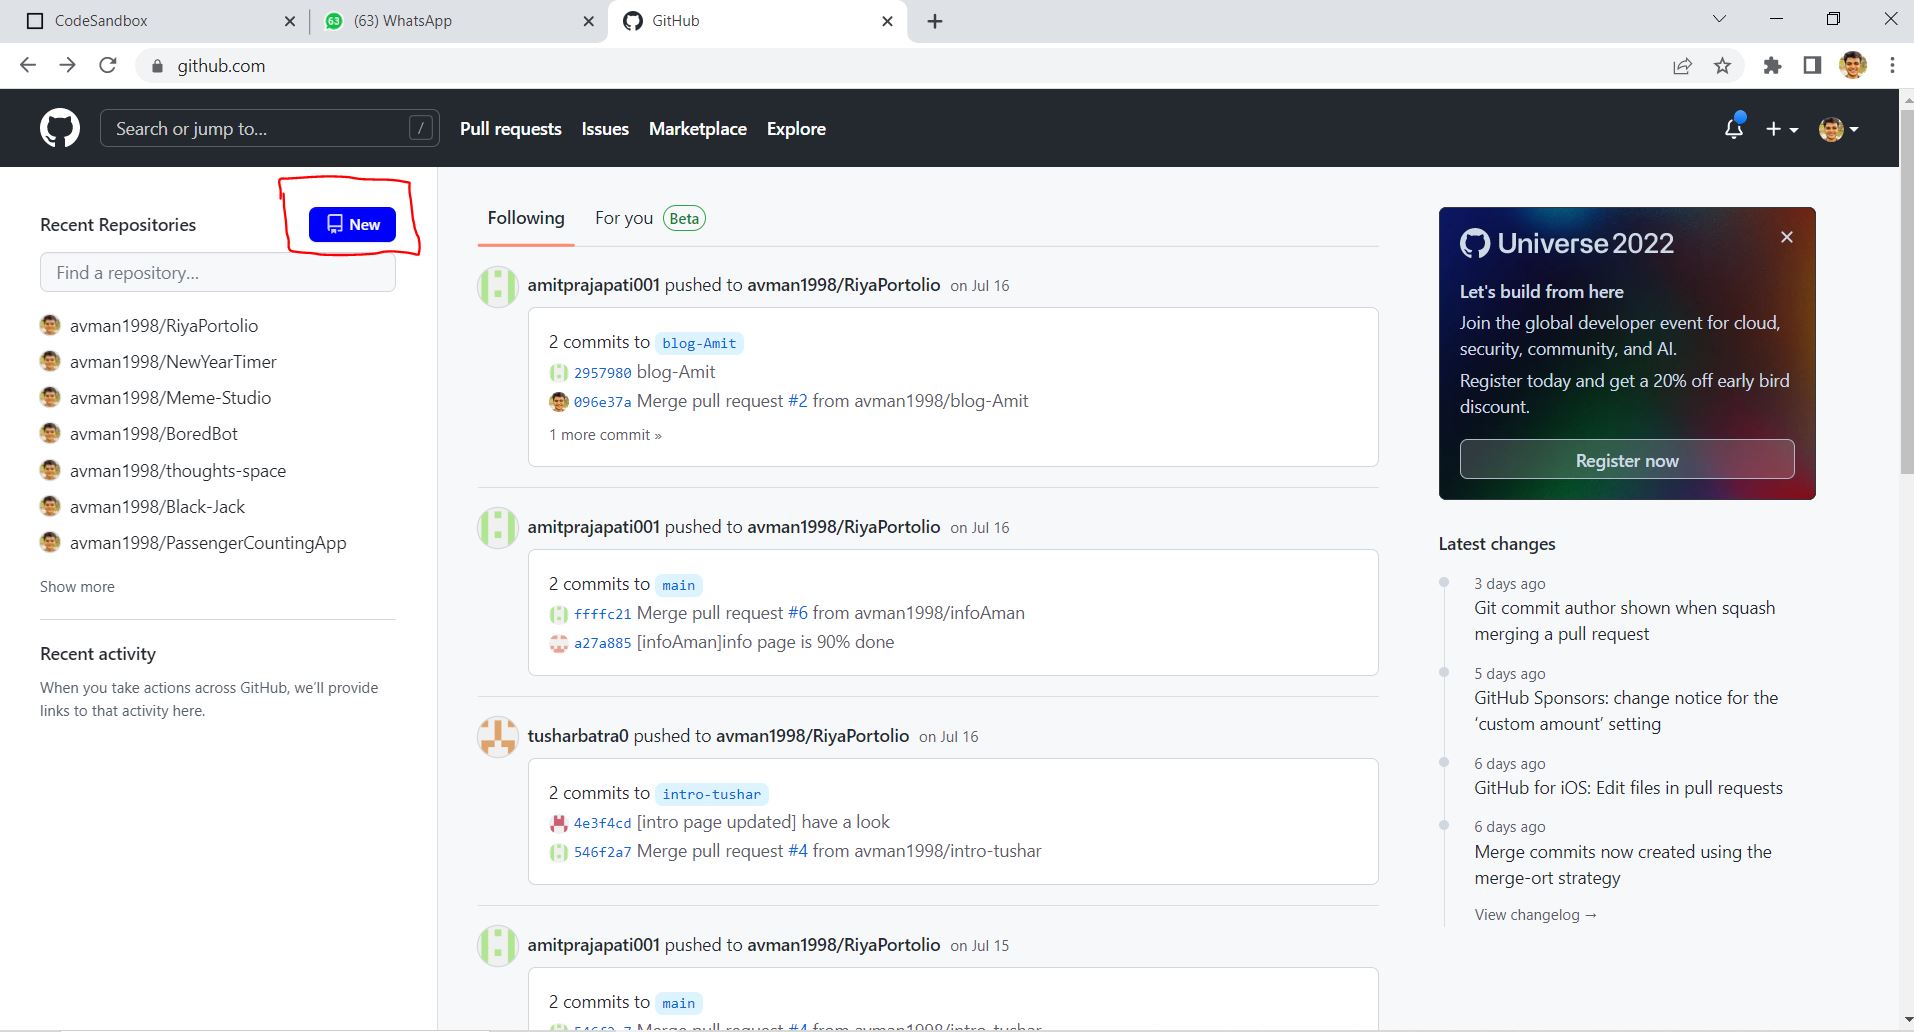 CodeSandbox
63
(63) WhatsApp
GitHub
github.com
Search or jump to...
/
Pull requests
Issues
Marketplace
Explore
Recent Repositories
New
Find a repository...
avman1998/RiyaPortolio
avman1998/NewYearTimer
avman1998/Meme-Studio
avman1998/BoredBot
avman1998/thoughts-space
avman1998/Black-Jack
avman1998/PassengerCountingApp
Show more
Recent activity
When you take actions across GitHub, we'll provide
links to that activity here.
Following
For you
Beta
amitprajapati001 pushed to avman1998/RiyaPortolio on Jul 16
2 commits to blog-Amit
2957980 blog-Amit
096e37a Merge pull request #2 from avman1998/blog-Amit
1 more commit »
amitprajapati001 pushed to avman1998/RiyaPortolio on Jul 16
2 commits to main
ffffc21 Merge pull request #6 from avman1998/infoAman
a27a885 [infoAman]info page is 90% done
tusharbatra0 pushed to avman1998/RiyaPortolio on Jul 16
2 commits to intro-tushar
4e3f4cd [intro page updated] have a look
546f2a7 Merge pull request #4 from avman1998/intro-tushar
amitprajapati001 pushed to avman1998/RiyaPortolio on Jul 15
2 commits to main
546f2a7 Merge pull request #4 from avman1998/intro-tushar
Universe 2022
Let's build from here
Join the global developer event for cloud,
security, community, and AI.
Register today and get a 20% off early bird
discount.
Register now
Latest changes
3 days ago
Git commit author shown when squash
merging a pull request
5 days ago
GitHub Sponsors: change notice for the
‘custom amount’ setting
6 days ago
GitHub for iOS: Edit files in pull requests
6 days ago
Merge commits now created using the
merge-ort strategy
View changelog →